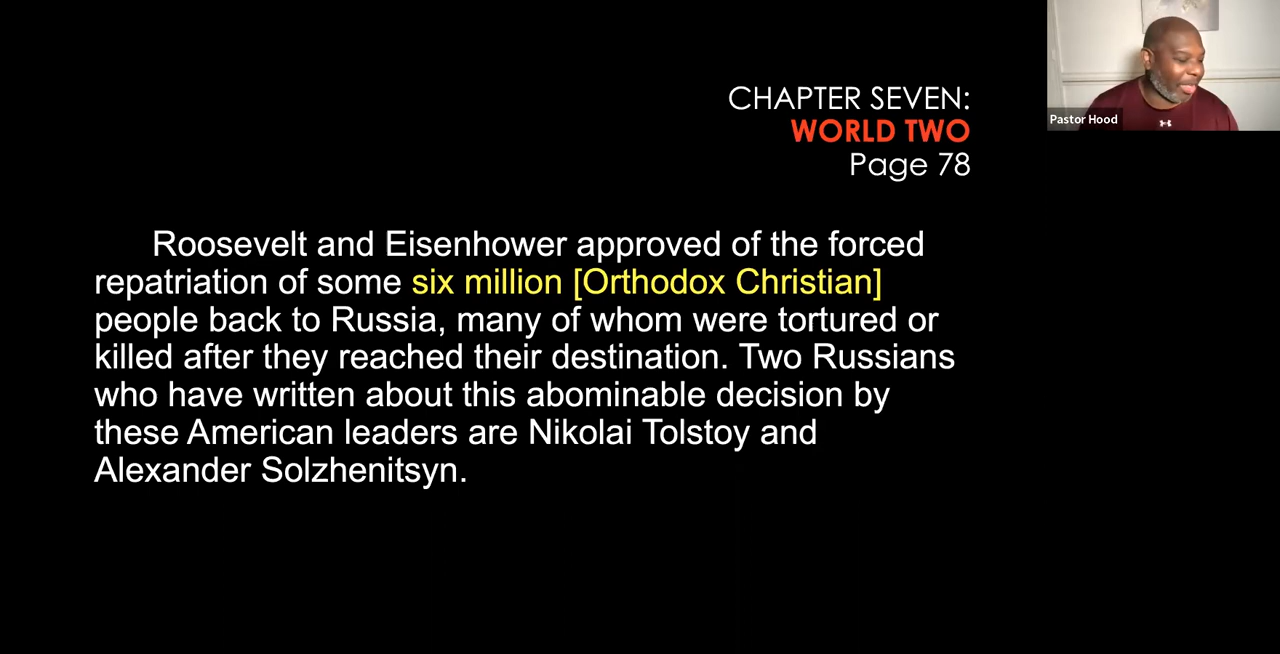 CHAPTER SEVEN:
WORLD TWO
Page 78
Pastor Hood
Roosevelt and Eisenhower approved of the forced
repatriation of some six million [Orthodox Christian]
people back to Russia, many of whom were tortured or
killed after they reached their destination. Two Russians
who have written about this abominable decision by
these American leaders are Nikolai Tolstoy and
Alexander Solzhenitsyn.